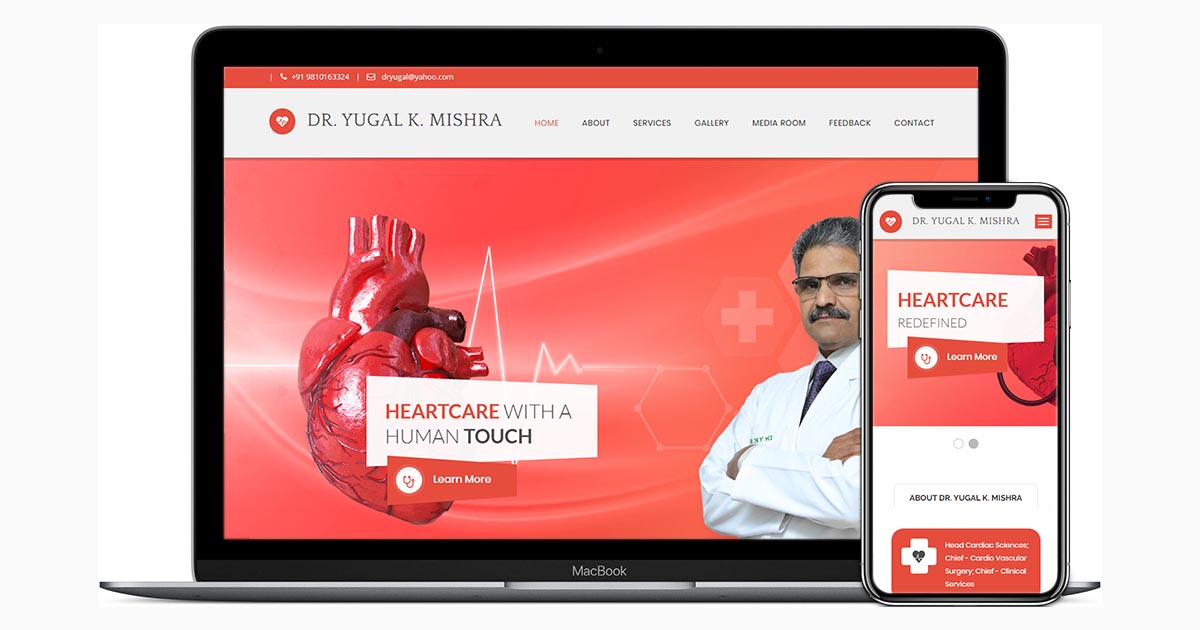 | +91 9810163324 | dryugal@yahoo.com
DR. YUGAL K. MISHRA
HOME ABOUT SERVICES GALLERY MEDIA ROOM FEEDBACK CONTACT
HEARTCARE WITH A
HUMAN TOUCH
Learn More
MacBook
DR. YUGAL K. MISHRA
HEARTCARE
REDEFINED
Learn More
ABOUT DR. YUGAL K. MISHRA
Head Cardiac Sciences;
Chief - Cardio Vascular
Surgery; Chief - Clinical
Services